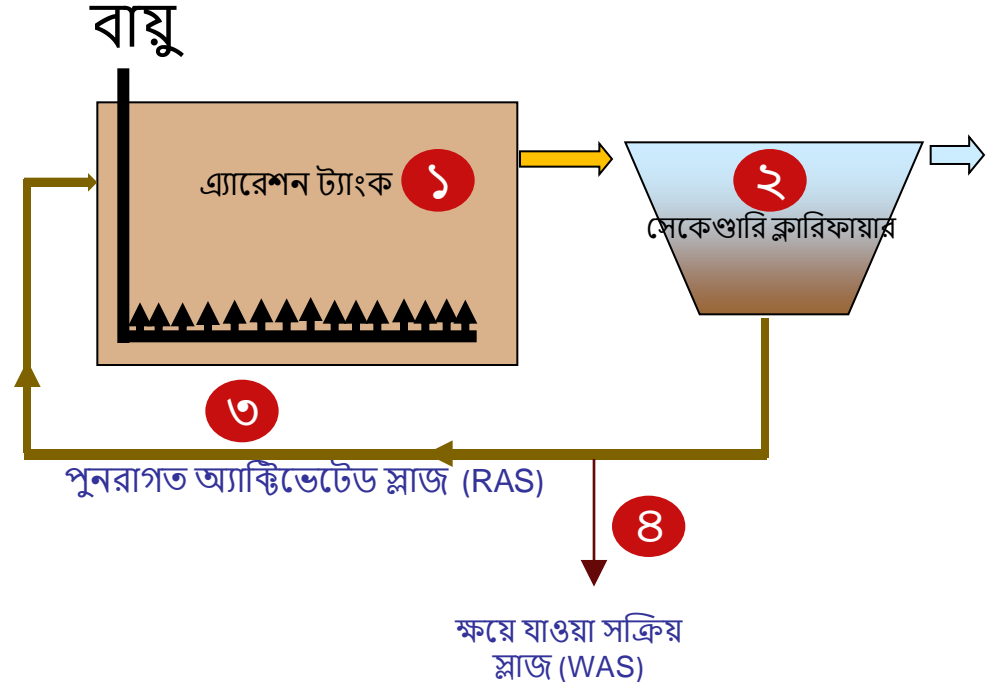 বায়ু
এ্যারেশন ট্যাংক ১
২
সেকেণ্ডারি ক্লারিফায়ার
৩
পুনরাগত অ্যাক্টিভেটেড স্লাজ (RAS)
৪
ক্ষয়ে যাওয়া সক্রিয়
স্লাজ (WAS)